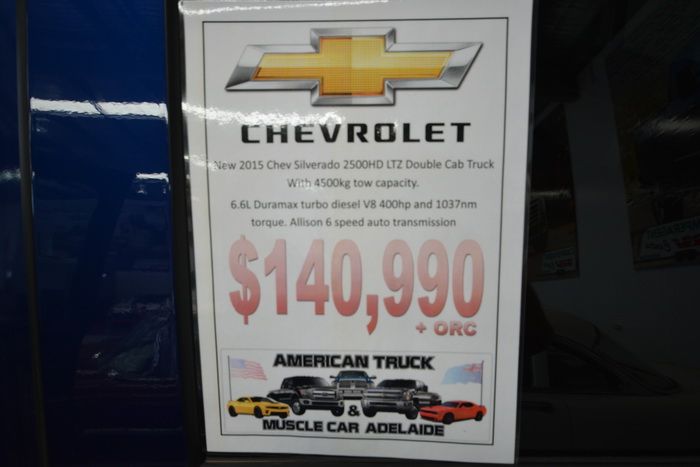 CHEVROLET
New 2015 Chev Silverado 2500HD LTZ Double Cab Truck
With 4500kg tow capacity.
6.6L Duramax turbo diesel V8 400hp and 1037nm
torque. Allison 6 speed auto transmission
$140,990
+ ORC
AMERICAN TRUCK
&
MUSCLE CAR ADELAIDE